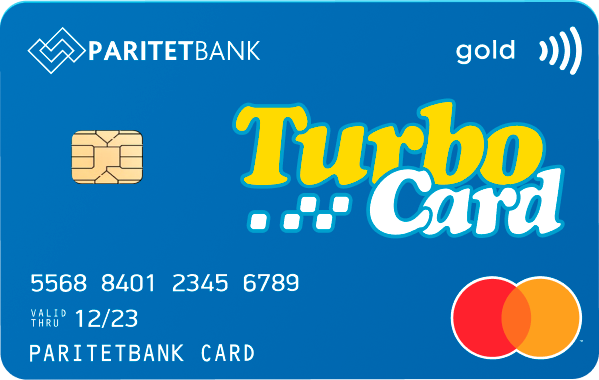 PARITETBANK
gold
Turbo
Card
5568 8401 2345 6789
VALID
THRU 12/23
PARITETBANK CARD